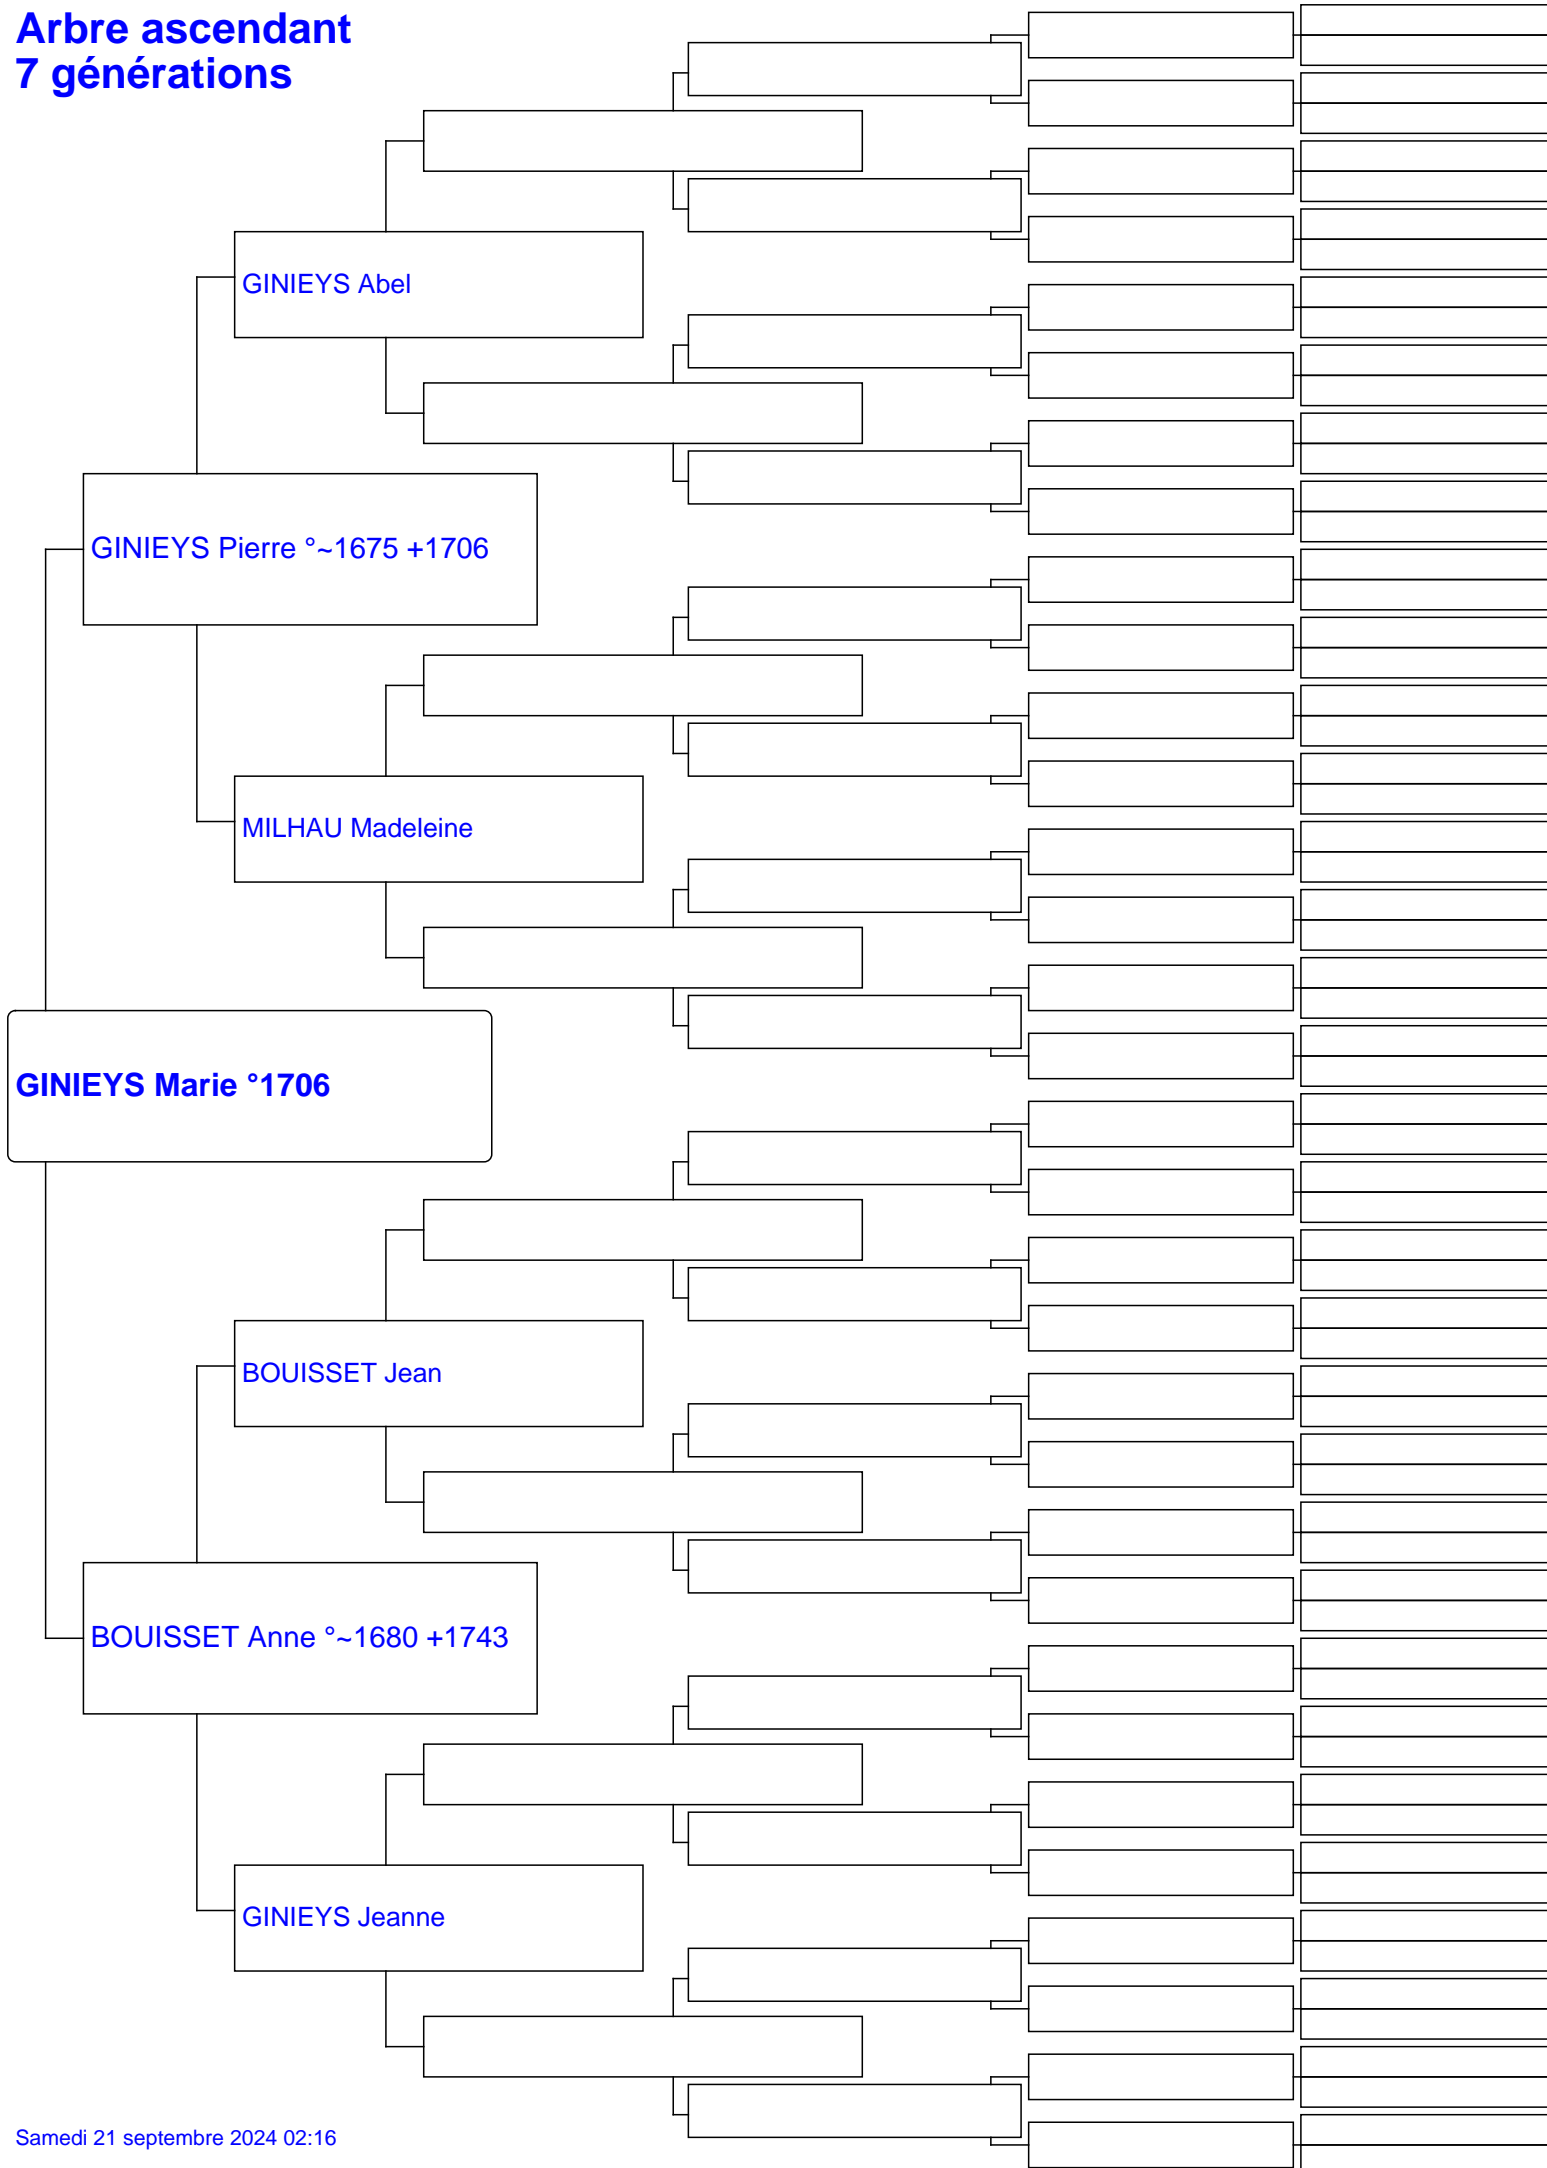 Arbre ascendant
7 générations
GINIEYS Abel
GINIEYS Pierre °~1675 +1706
MILHAU Madeleine
GINIEYS Marie °1706
BOUISSET Jean
BOUISSET Anne °~1680 +1743
GINIEYS Jeanne
Samedi 21 septembre 2024 02:16